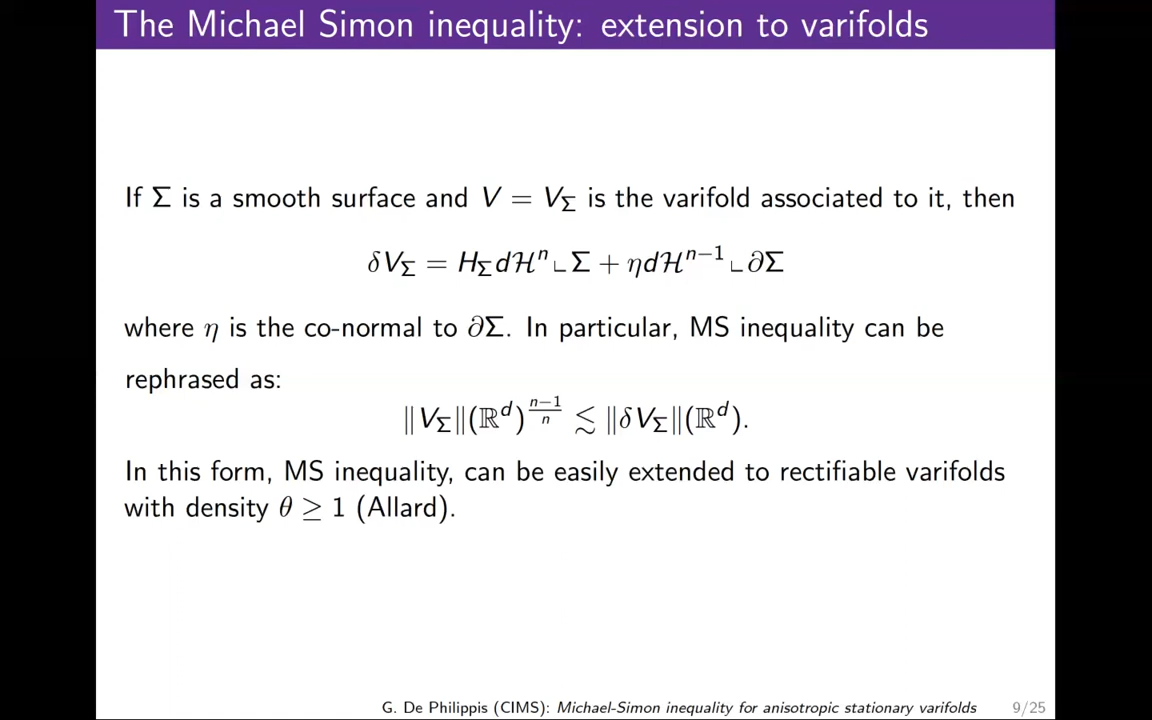 The Michael Simon inequality: extension to varifolds
If Σ is a smooth surface and V = V_Σ is the varifold associated to it, then
δV_Σ = H_Σ dℋ^n ⌞ Σ + η dℋ^{n−1} ⌞ ∂Σ
where η is the co-normal to ∂Σ. In particular, MS inequality can be
rephrased as:
‖V_Σ‖(ℝ^d)^{\frac{n−1}{n}} ≲ ‖δV_Σ‖(ℝ^d).
In this form, MS inequality, can be easily extended to rectifiable varifolds
with density θ ≥ 1 (Allard).
G. De Philippis (CIMS): Michael-Simon inequality for anisotropic stationary varifolds 9/25